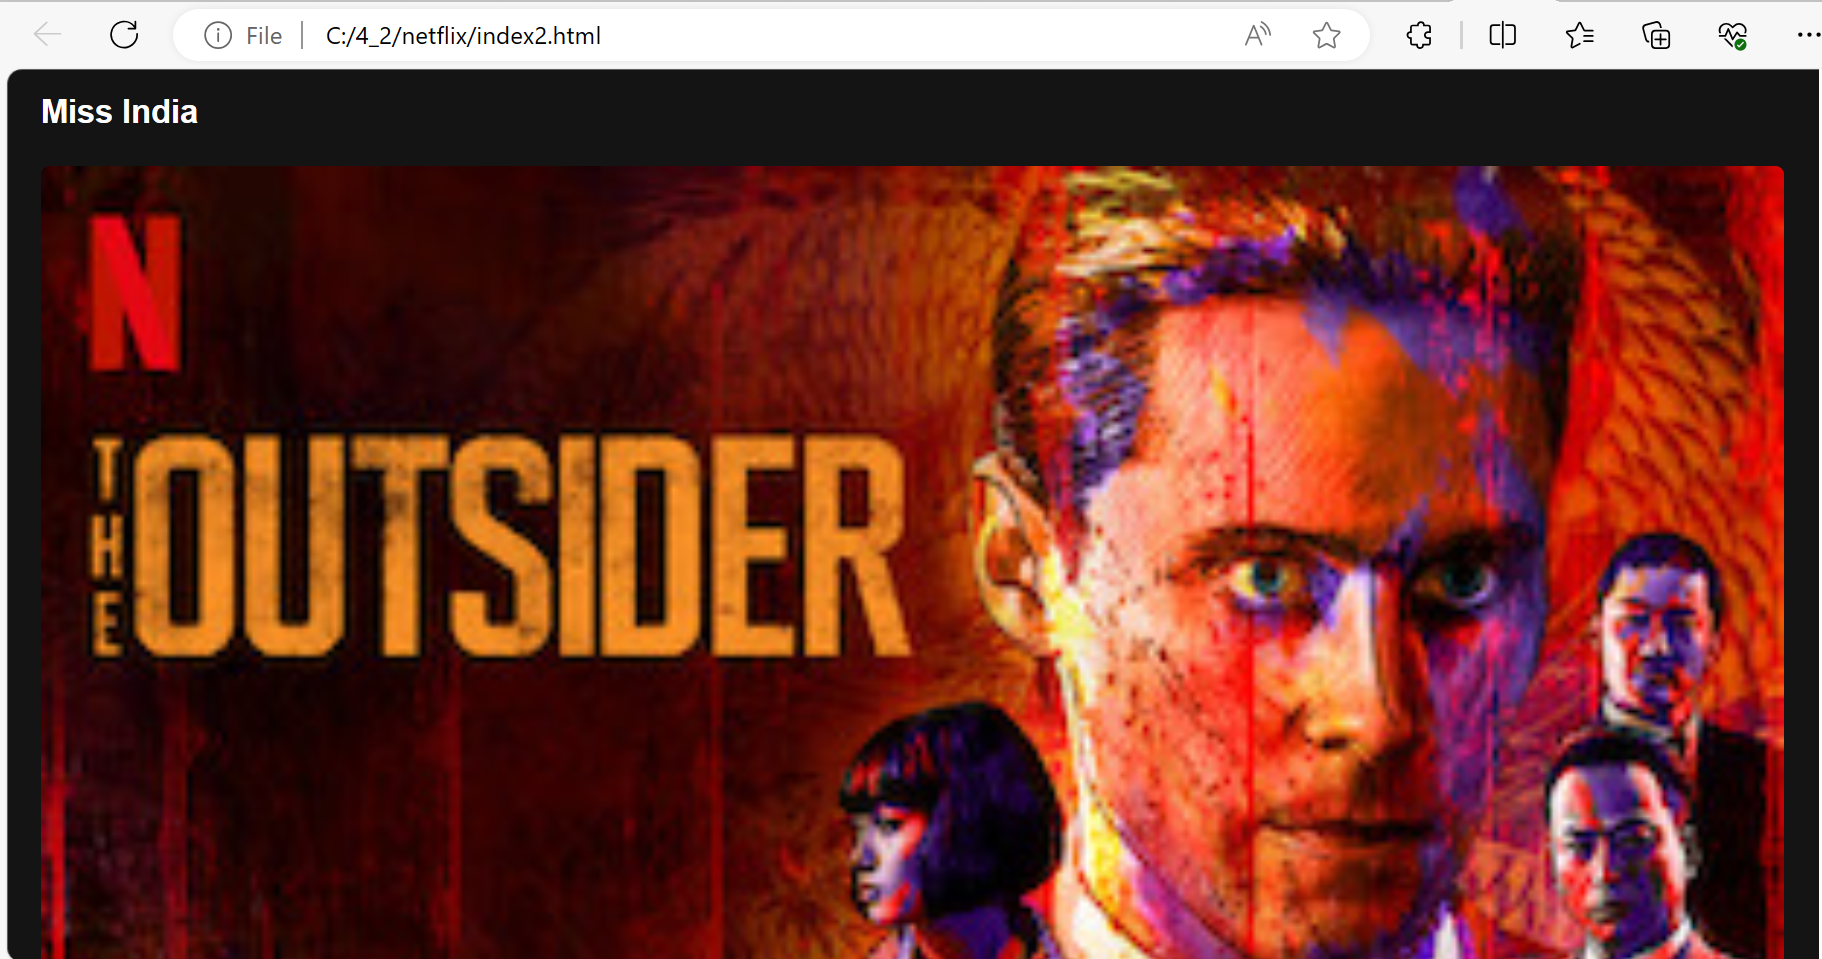 File C:/4_2/netflix/index2.html
Miss India
N
THE OUTSIDER